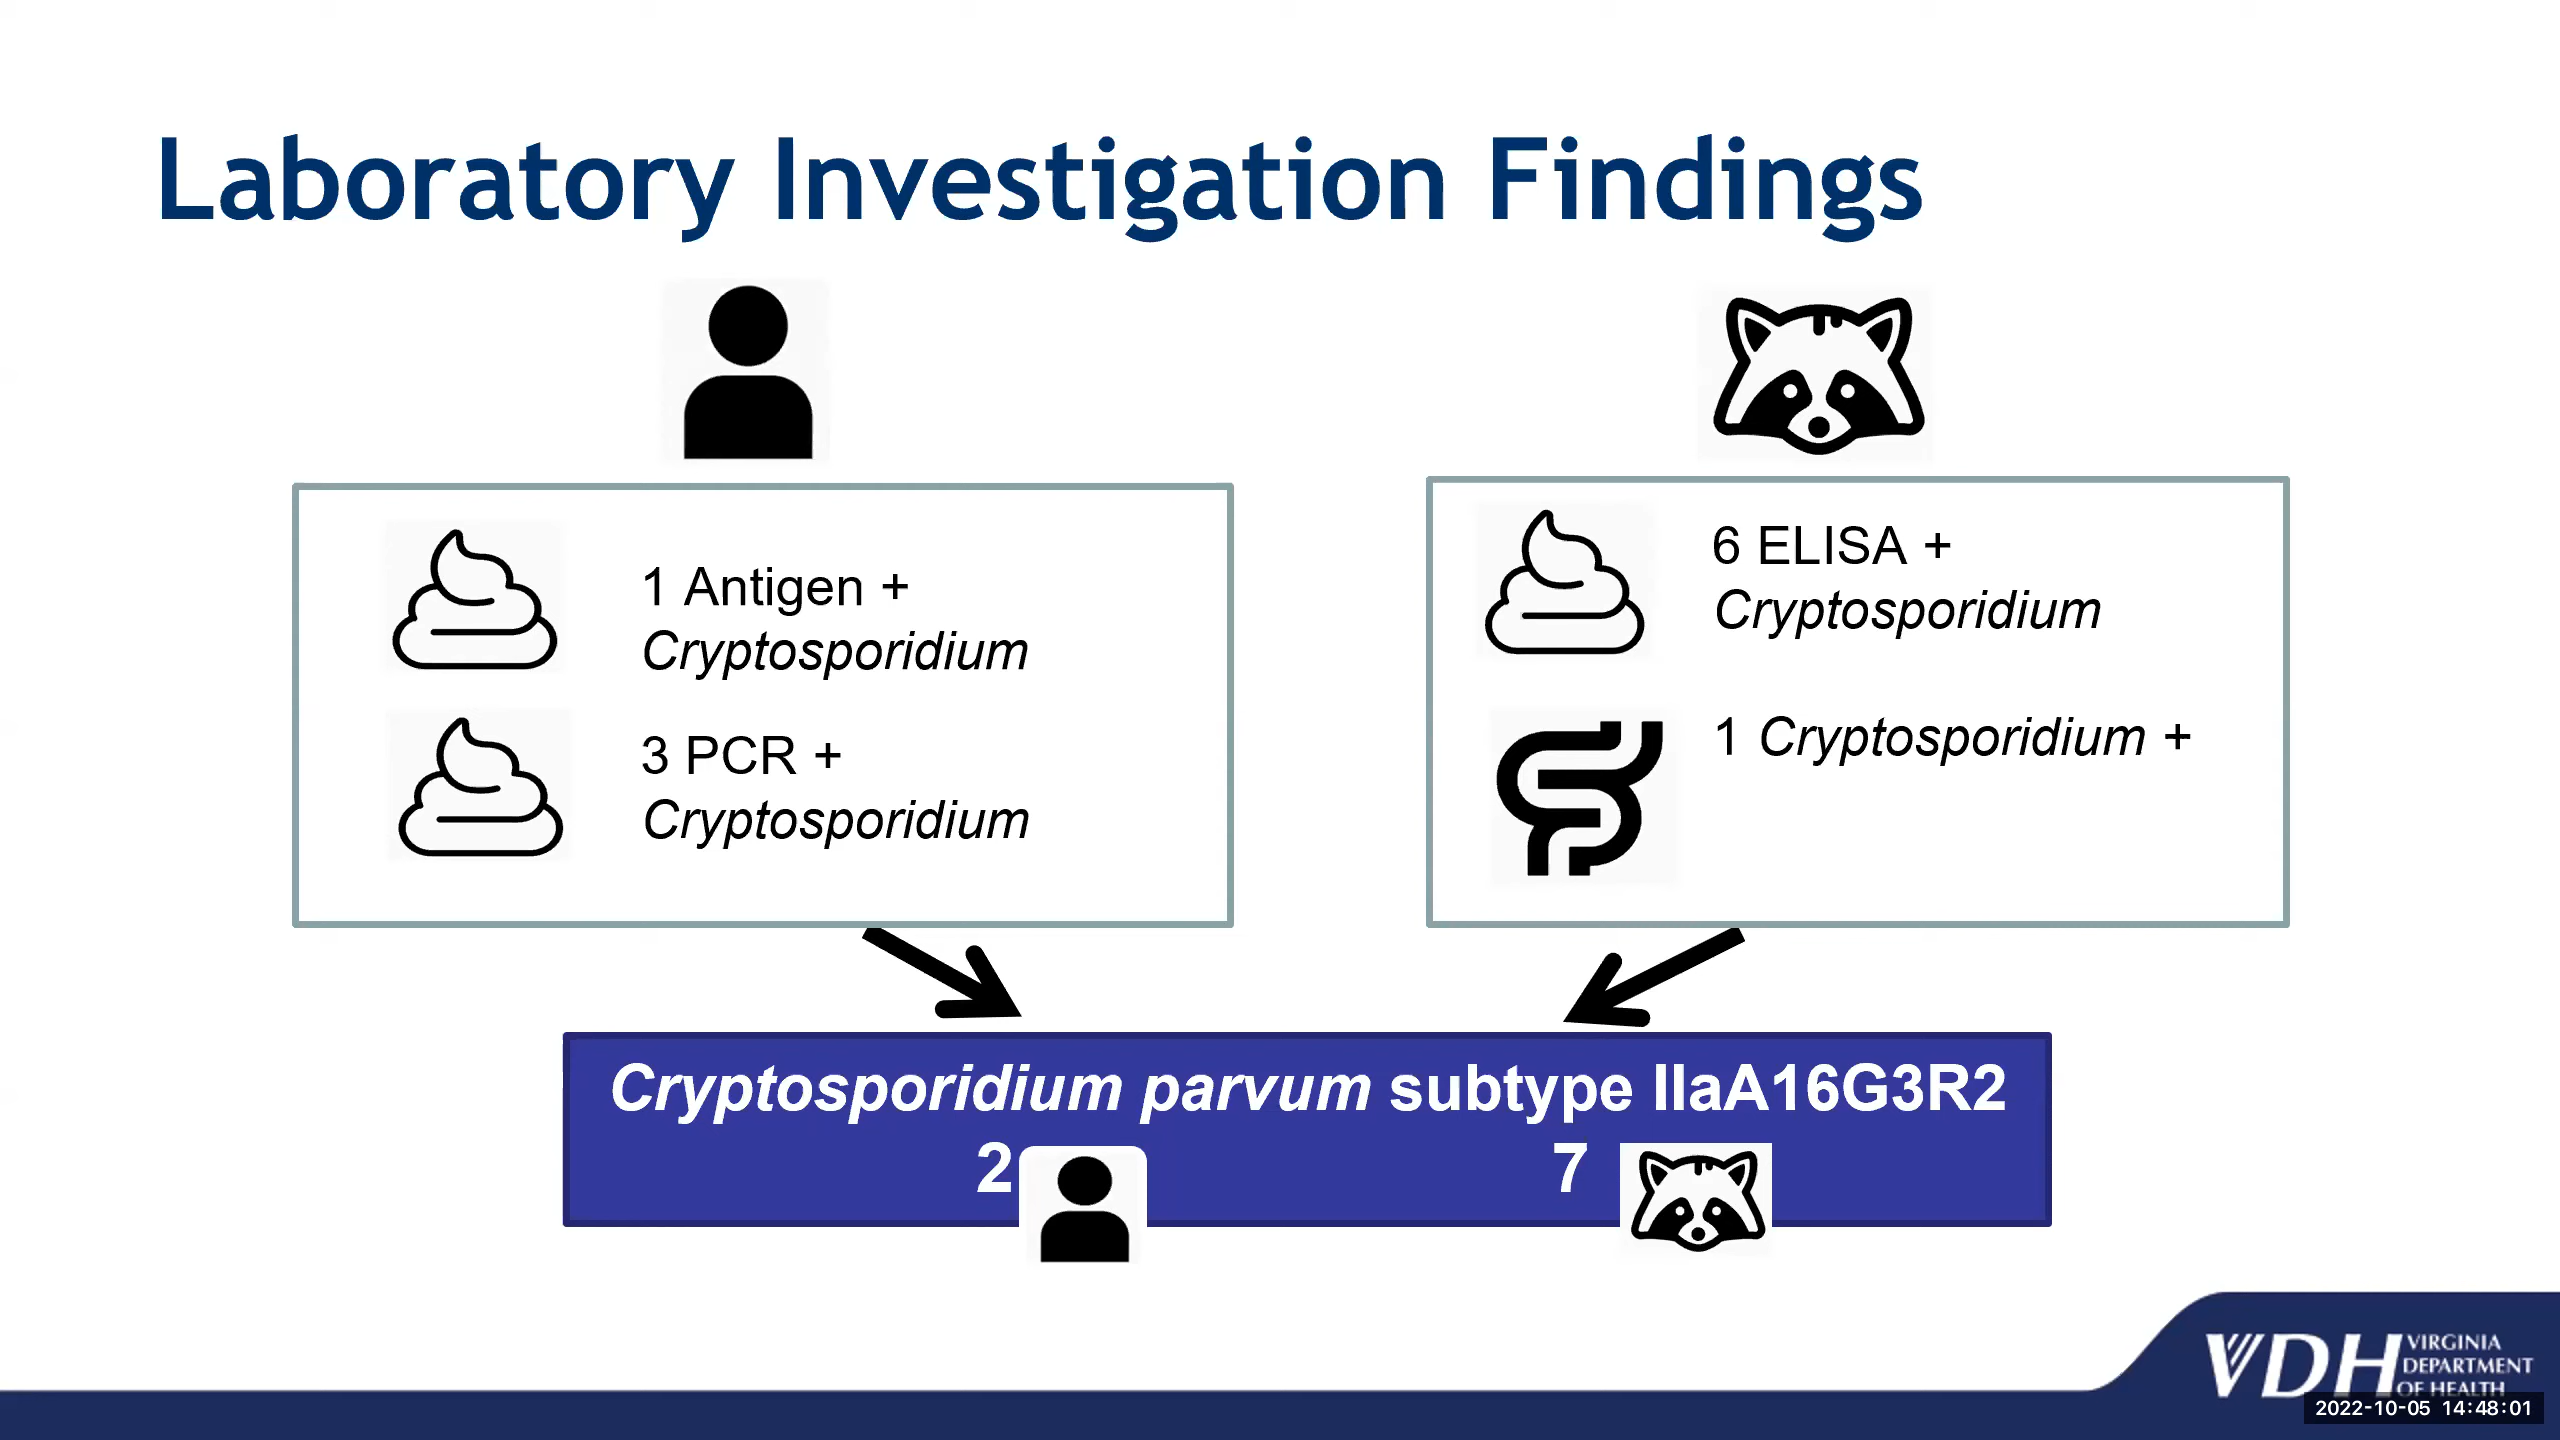 Laboratory Investigation Findings
1 Antigen +
Cryptosporidium
3 PCR +
Cryptosporidium
6 ELISA +
Cryptosporidium
1 Cryptosporidium +
Cryptosporidium parvum subtype IIaA16G3R2
2
7
VDH
VIRGINIA
DEPARTMENT
OF HEALTH
2022-10-05 14:48:01